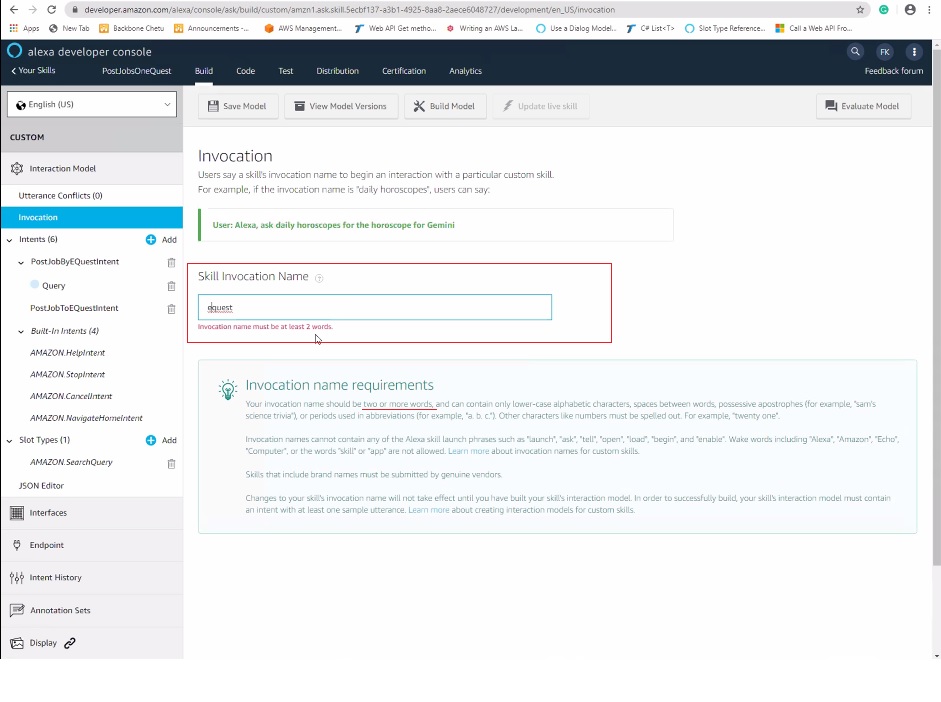 developer.amazon.com/alexa/console/ask/build/custom/amzn1.ask.skill.5ecbf137-a3b1-4925-8aa8-2aece6048727/development/en_US/invocation
Apps New Tab Backbone Chetu Announcements -... AWS Management... Web API Get metho... Writing an AWS La... Use a Dialog Model... C# List<T> Slot Type Reference... Call a Web API Fro...
alexa developer console FK
Your Skills PostJobsOneQuest Build Code Test Distribution Certification Analytics Feedback forum
English (US) Save Model View Model Versions Build Model Update live skill Evaluate Model
CUSTOM
Interaction Model
Utterance Conflicts (0)
Invocation
Intents (6) Add
PostJobByEQuestIntent
Query
PostJobToEQuestIntent
Built-In Intents (4)
AMAZON.HelpIntent
AMAZON.StopIntent
AMAZON.CancelIntent
AMAZON.NavigateHomeIntent
Slot Types (1) Add
AMAZON.SearchQuery
JSON Editor
Interfaces
Endpoint
Intent History
Annotation Sets
Display
Invocation
Users say a skill's invocation name to begin an interaction with a particular custom skill.
For example, if the invocation name is "daily horoscopes", users can say:
User: Alexa, ask daily horoscopes for the horoscope for Gemini
Skill Invocation Name ?
equest
Invocation name must be at least 2 words.
Invocation name requirements
Your invocation name should be two or more words, and can contain only lower-case alphabetic characters, spaces between words, possessive apostrophes (for example, "sam's
science trivia"), or periods used in abbreviations (for example, "a. b. c."). Other characters like numbers must be spelled out. For example, "twenty one".
Invocation names cannot contain any of the Alexa skill launch phrases such as "launch", "ask", "tell", "open", "load", "begin", and "enable". Wake words including "Alexa", "Amazon", "Echo",
"Computer", or the words "skill" or "app" are not allowed. Learn more about invocation names for custom skills.
Skills that include brand names must be submitted by genuine vendors.
Changes to your skill's invocation name will not take effect until you have built your skill's interaction model. In order to successfully build, your skill's interaction model must contain
an intent with at least one sample utterance. Learn more about creating interaction models for custom skills.